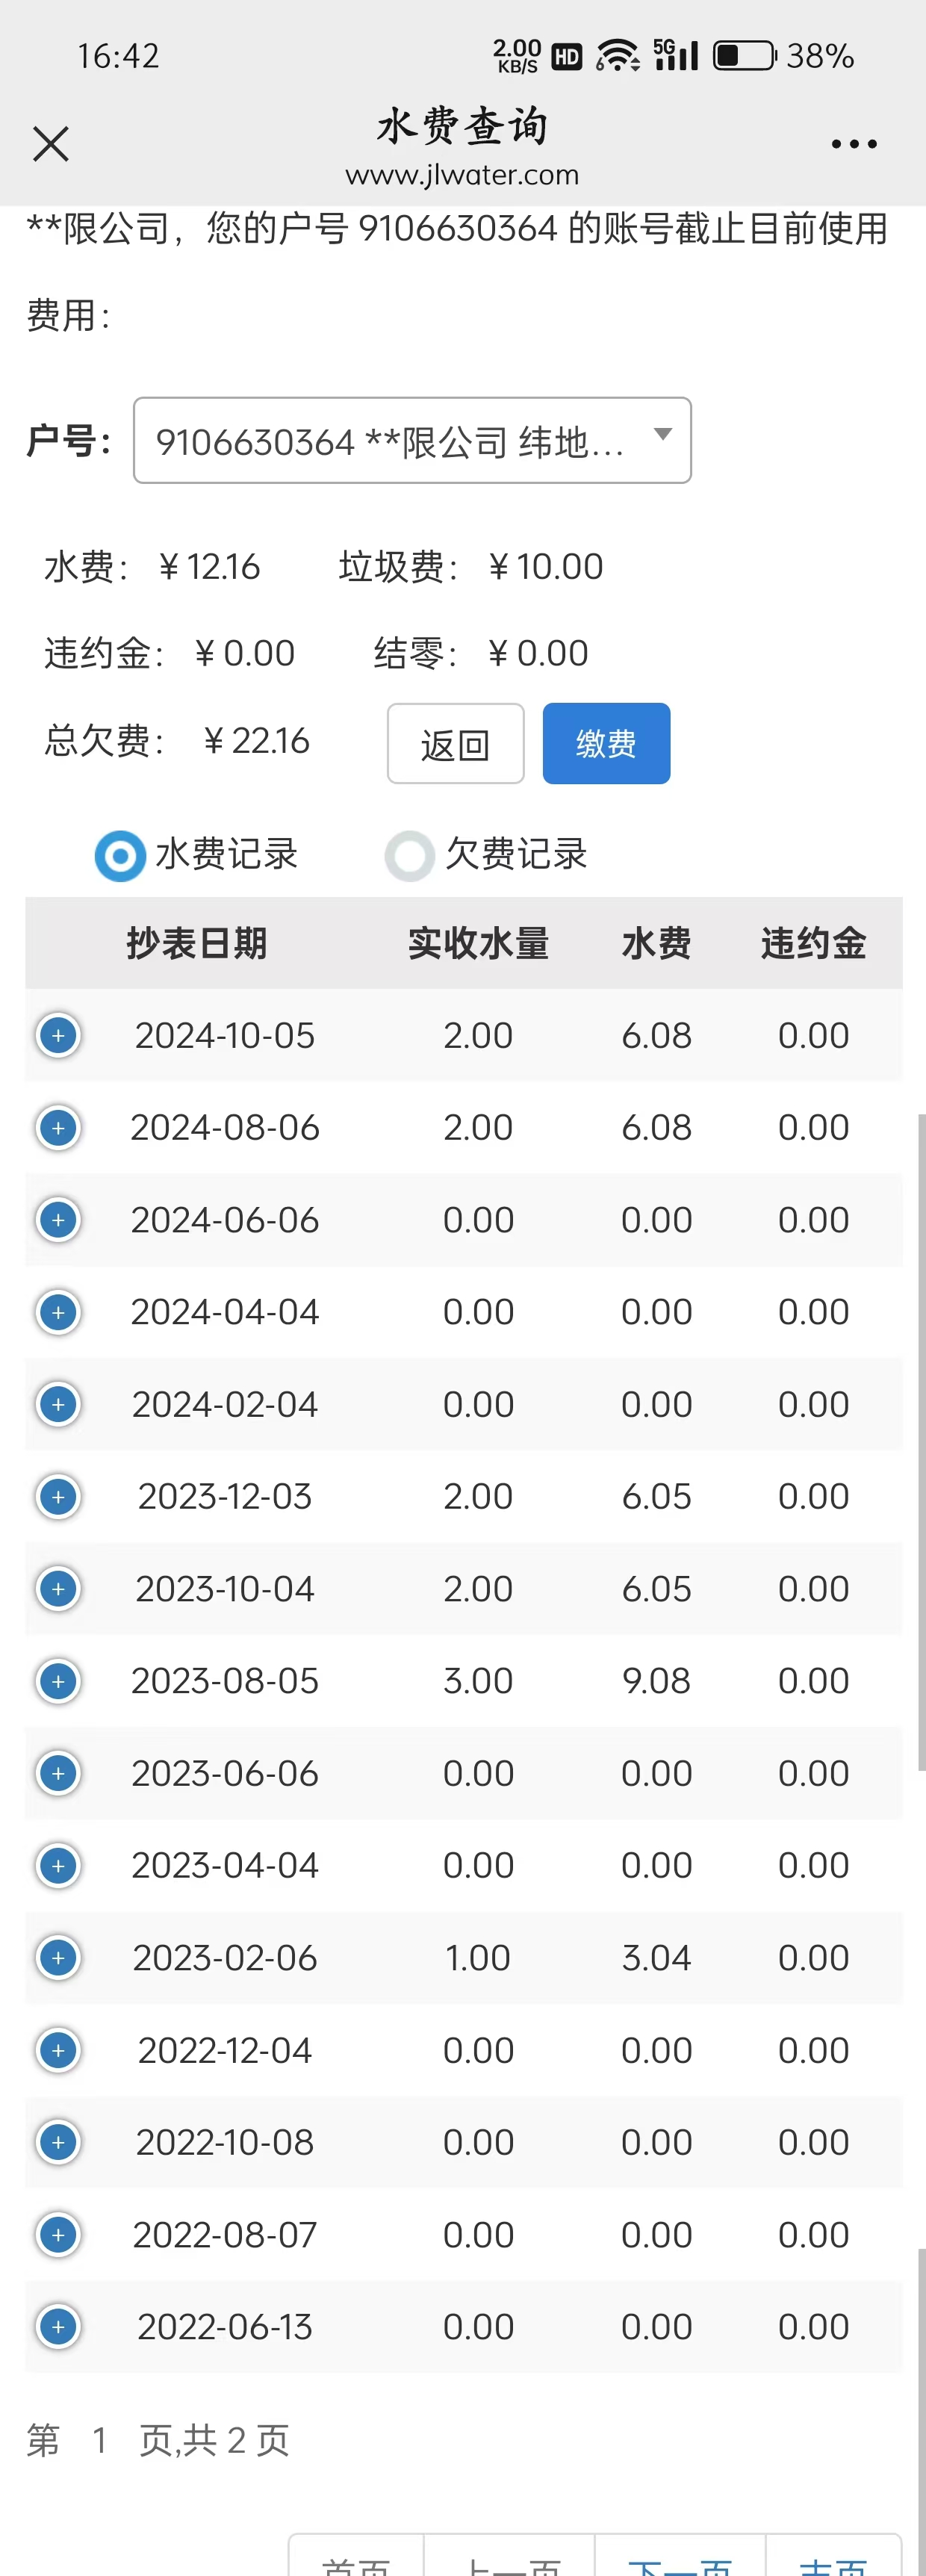 16:42 2.00 KB/S HD 6 5G 38%
水费查询
www.jlwater.com
**限公司，您的户号 9106630364 的账号截止目前使用
费用：
户号： 9106630364 **限公司 纬地...
水费： ¥ 12.16 垃圾费： ¥ 10.00
违约金： ¥ 0.00 结零： ¥ 0.00
总欠费： ¥ 22.16 返回 缴费
水费记录 欠费记录
抄表日期 实收水量 水费 违约金
+ 2024-10-05 2.00 6.08 0.00
+ 2024-08-06 2.00 6.08 0.00
+ 2024-06-06 0.00 0.00 0.00
+ 2024-04-04 0.00 0.00 0.00
+ 2024-02-04 0.00 0.00 0.00
+ 2023-12-03 2.00 6.05 0.00
+ 2023-10-04 2.00 6.05 0.00
+ 2023-08-05 3.00 9.08 0.00
+ 2023-06-06 0.00 0.00 0.00
+ 2023-04-04 0.00 0.00 0.00
+ 2023-02-06 1.00 3.04 0.00
+ 2022-12-04 0.00 0.00 0.00
+ 2022-10-08 0.00 0.00 0.00
+ 2022-08-07 0.00 0.00 0.00
+ 2022-06-13 0.00 0.00 0.00
第 1 页,共 2 页
首页 上一页 下一页 末页